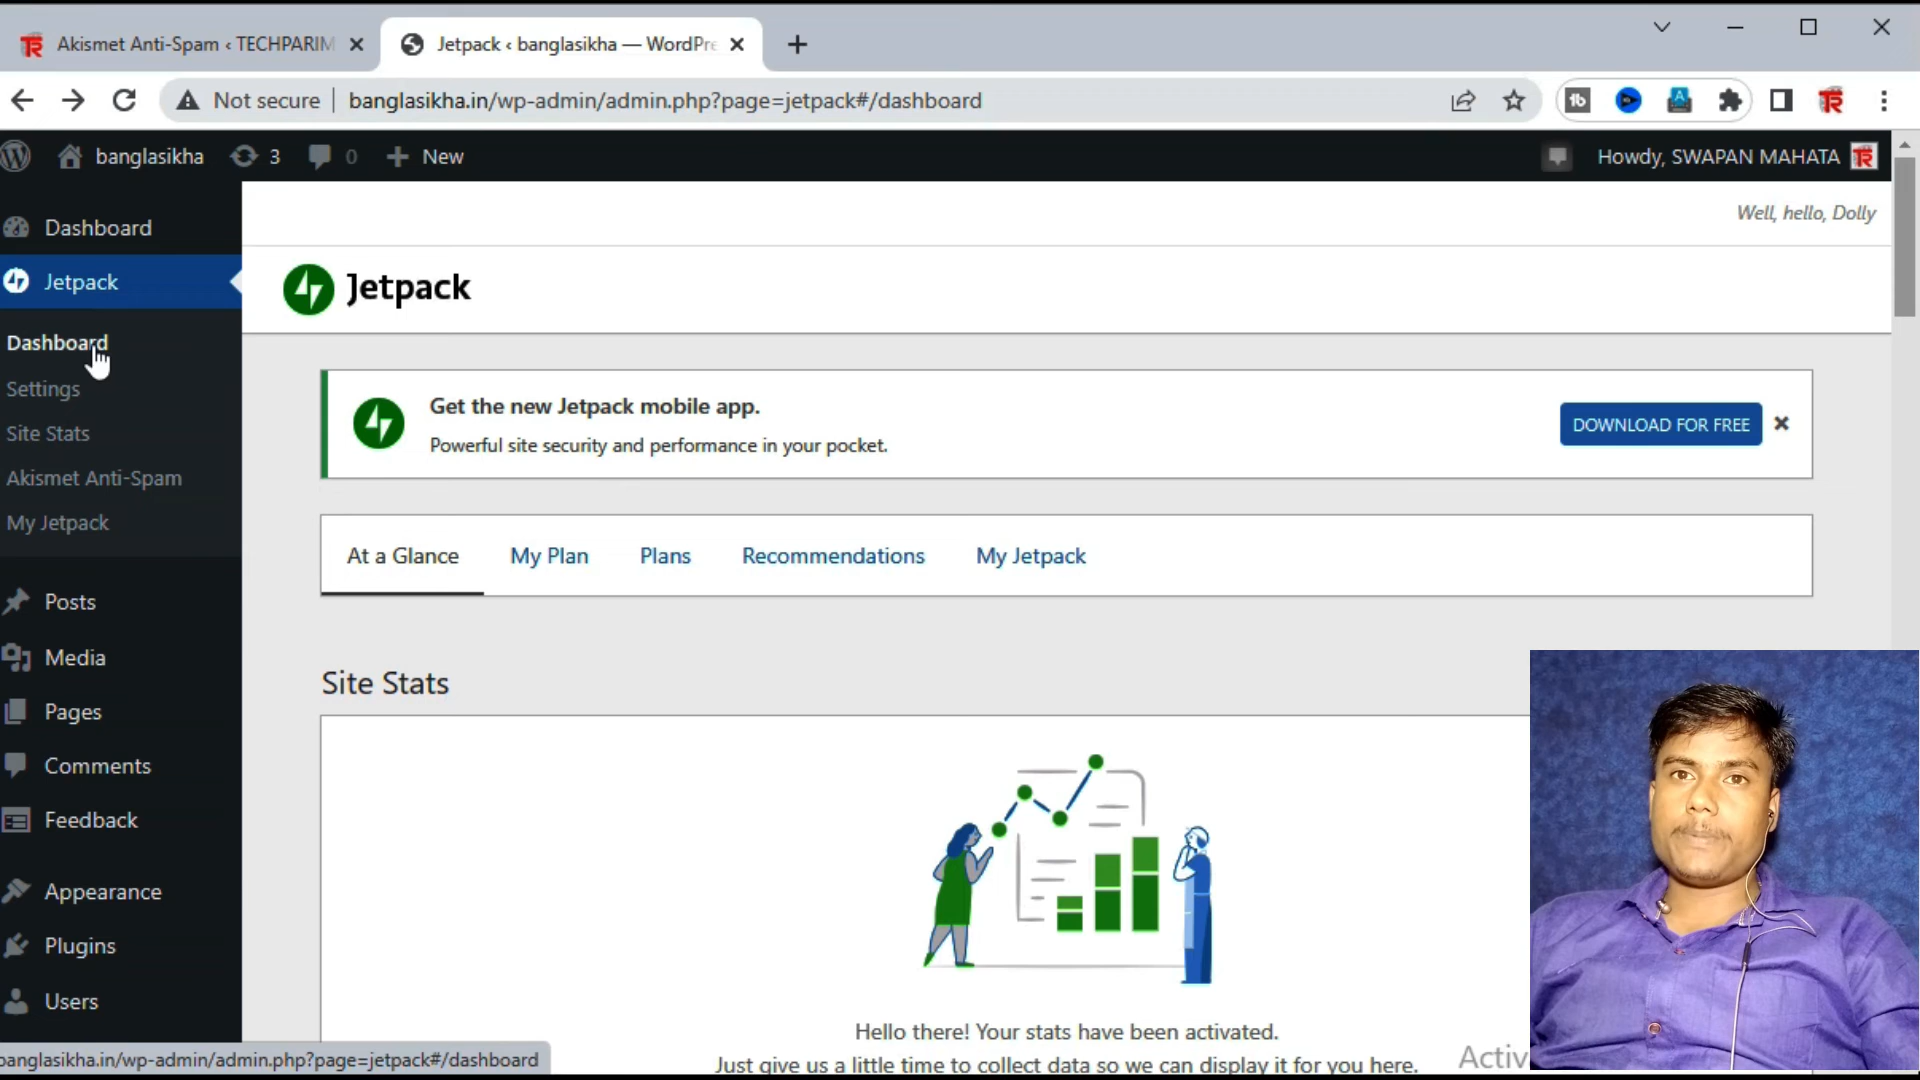 Akismet Anti-Spam ‹ TECHPARIM
Jetpack ‹ banglasikha — WordPre
Not secure
banglasikha.in/wp-admin/admin.php?page=jetpack#/dashboard
banglasikha
3
0
New
Howdy, SWAPAN MAHATA
Well, hello, Dolly
Dashboard
Jetpack
Dashboard
Settings
Site Stats
Akismet Anti-Spam
My Jetpack
Posts
Media
Pages
Comments
Feedback
Appearance
Plugins
Users
banglasikha.in/wp-admin/admin.php?page=jetpack#/dashboard
Jetpack
Get the new Jetpack mobile app.
Powerful site security and performance in your pocket.
DOWNLOAD FOR FREE
At a Glance
My Plan
Plans
Recommendations
My Jetpack
Site Stats
Hello there! Your stats have been activated.
Just give us a little time to collect data so we can display it for you here.
Activ